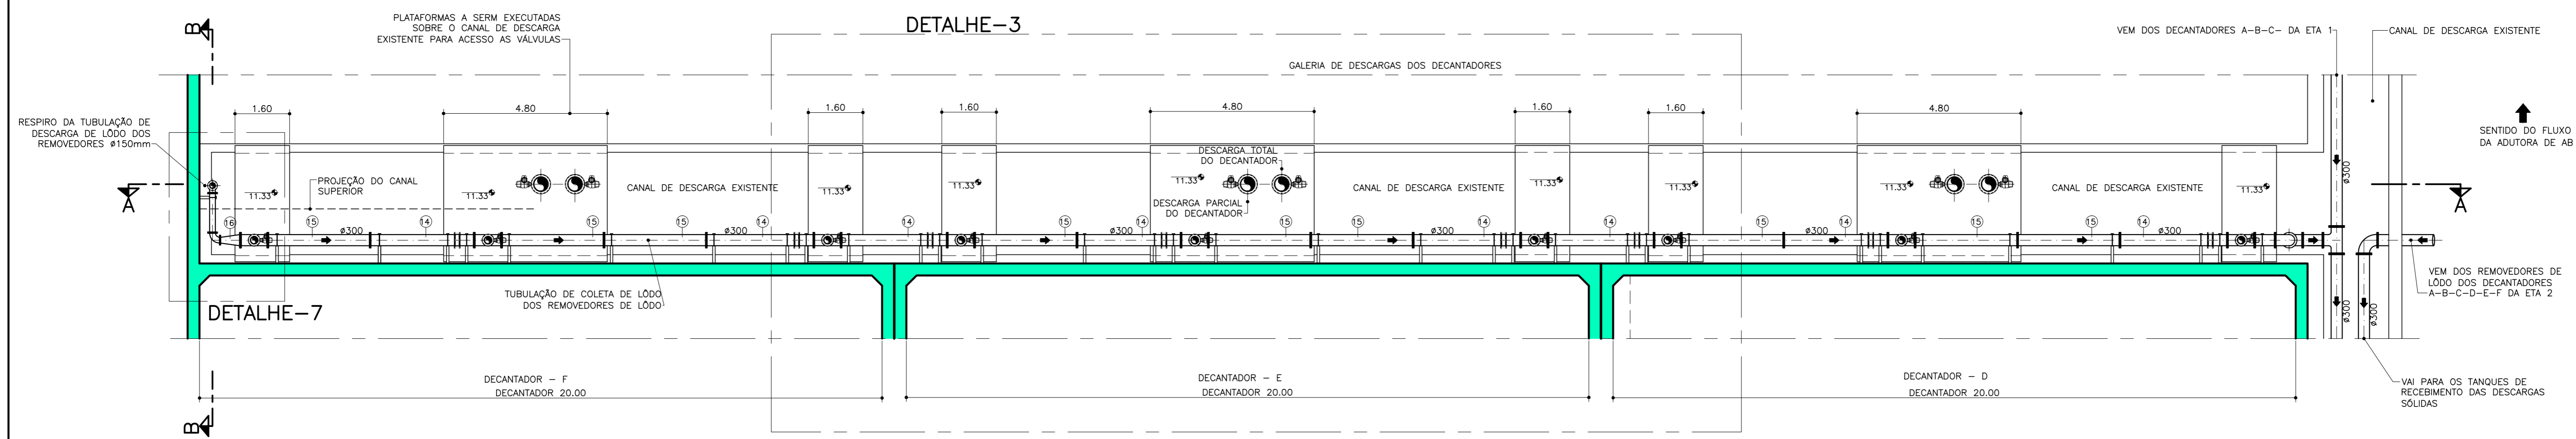 B
PLATAFORMAS A SERM EXECUTADAS
SOBRE O CANAL DE DESCARGA
EXISTENTE PARA ACESSO AS VÁLVULAS
DETALHE-3
VEM DOS DECANTADORES A-B-C- DA ETA 1
CANAL DE DESCARGA EXISTENTE
GALERIA DE DESCARGAS DOS DECANTADORES
1.60
4.80
1.60
1.60
4.80
1.60
1.60
4.80
RESPIRO DA TUBULAÇÃO DE
DESCARGA DE LÔDO DOS
REMOVEDORES ø150mm
SENTIDO DO FLUXO
DA ADUTORA DE AB
DESCARGA TOTAL
DO DECANTADOR
ø300
A
11.33
PROJEÇÃO DO CANAL
SUPERIOR
11.33
CANAL DE DESCARGA EXISTENTE
11.33
11.33
11.33
CANAL DE DESCARGA EXISTENTE
11.33
11.33
11.33
CANAL DE DESCARGA EXISTENTE
11.33
A
DESCARGA PARCIAL
DO DECANTADOR
16
15
14
15
15
14
14
15
14
15
15
14
14
15
14
15
15
14
ø300
ø300
ø300
ø300
ø300
ø300
VEM DOS REMOVEDORES DE
LÔDO DOS DECANTADORES
A-B-C-D-E-F DA ETA 2
TUBULAÇÃO DE COLETA DE LÔDO
DOS REMOVEDORES DE LÔDO
DETALHE-7
ø300
ø300
DECANTADOR - F
DECANTADOR 20.00
DECANTADOR - E
DECANTADOR 20.00
DECANTADOR - D
DECANTADOR 20.00
VAI PARA OS TANQUES DE
RECEBIMENTO DAS DESCARGAS
SÓLIDAS
B